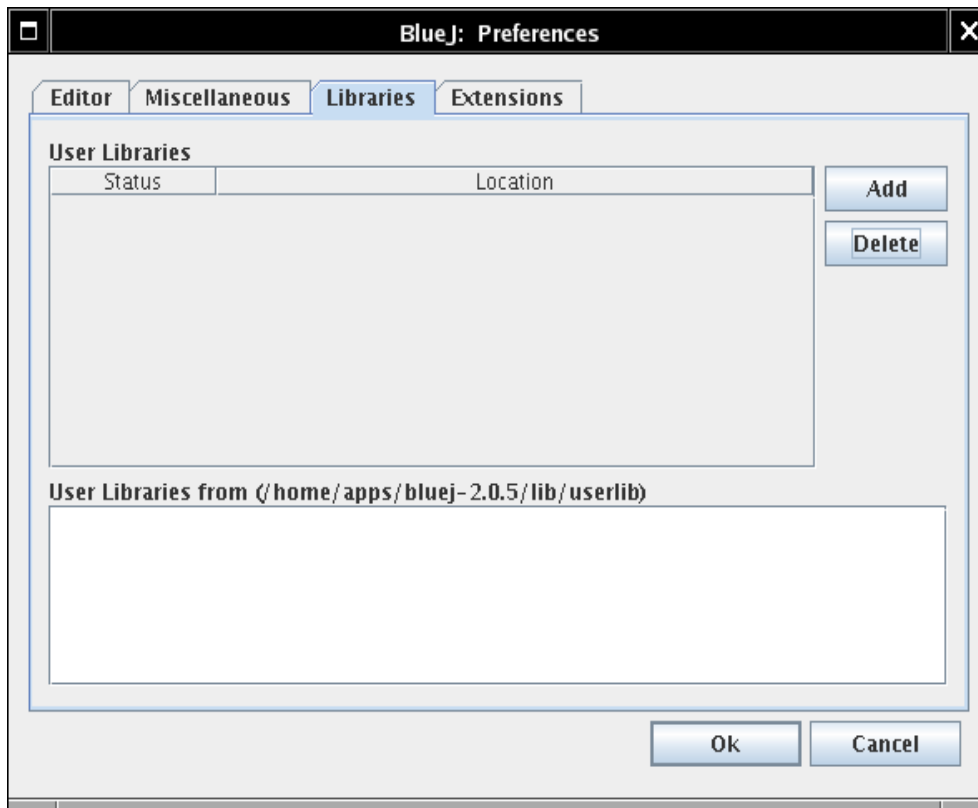 BlueJ: Preferences
Editor Miscellaneous Libraries Extensions
User Libraries
Status Location
Add
Delete
User Libraries from (/home/apps/bluej-2.0.5/lib/userlib)
Ok Cancel